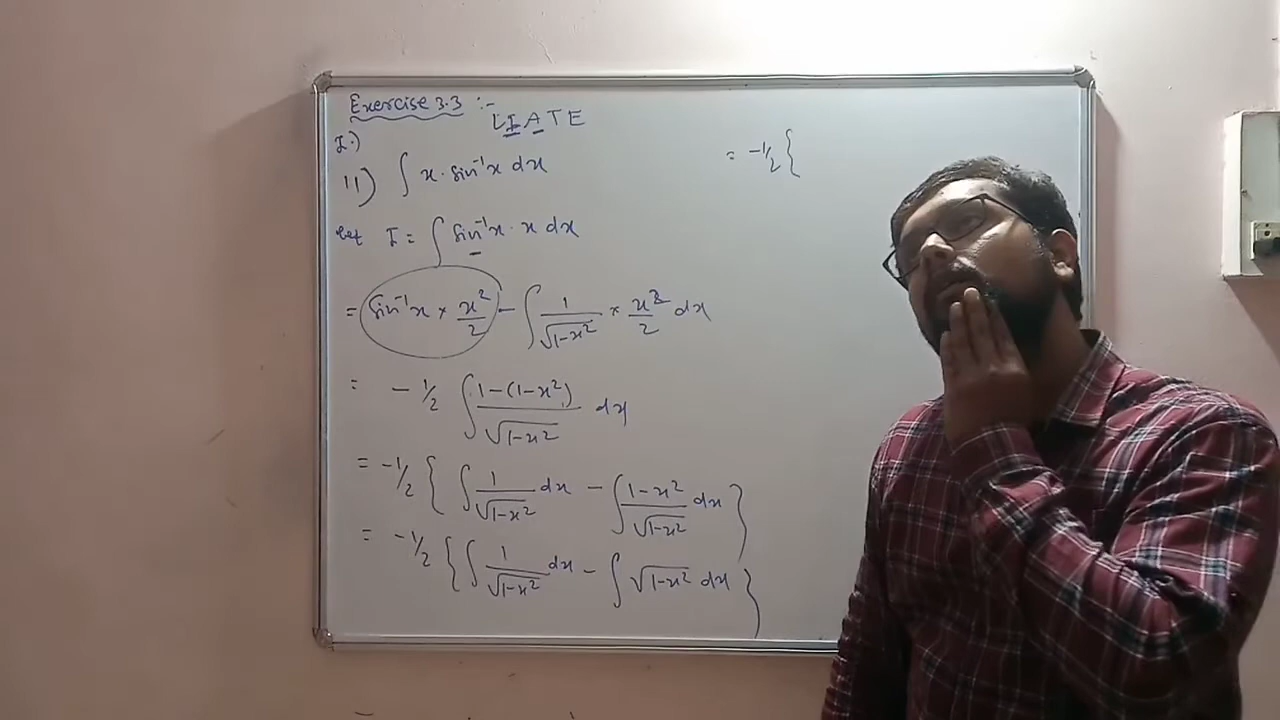 Exercise 3.3 :-
LIATE
I.)
11) ∫ x · sin⁻¹x dx
let I = ∫ sin⁻¹x · x dx
= sin⁻¹x × x²/2 - ∫ 1/√(1-x²) × x²/2 dx
= - 1/2 ∫ 1-(1-x²)/√(1-x²) dx
= -1/2 { ∫ 1/√(1-x²) dx - ∫ 1-x²/√(1-x²) dx }
= -1/2 { ∫ 1/√(1-x²) dx - ∫ √(1-x²) dx }
= -1/2 {